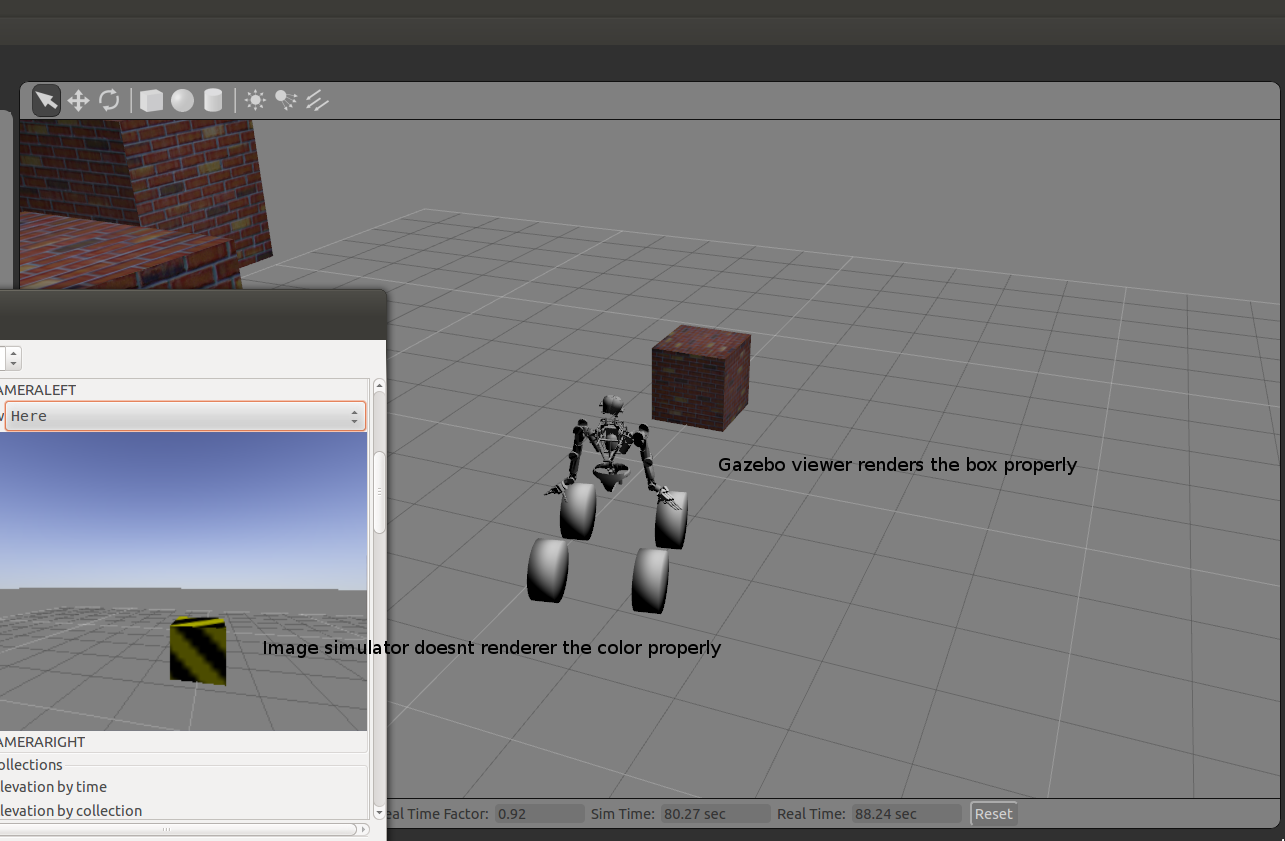 AMERALEFT
Here
Gazebo viewer renders the box properly
Image simulator doesnt renderer the color properly
AMERARIGHT
ollections
levation by time
levation by collection
eal Time Factor: 0.92 Sim Time: 80.27 sec Real Time: 88.24 sec Reset